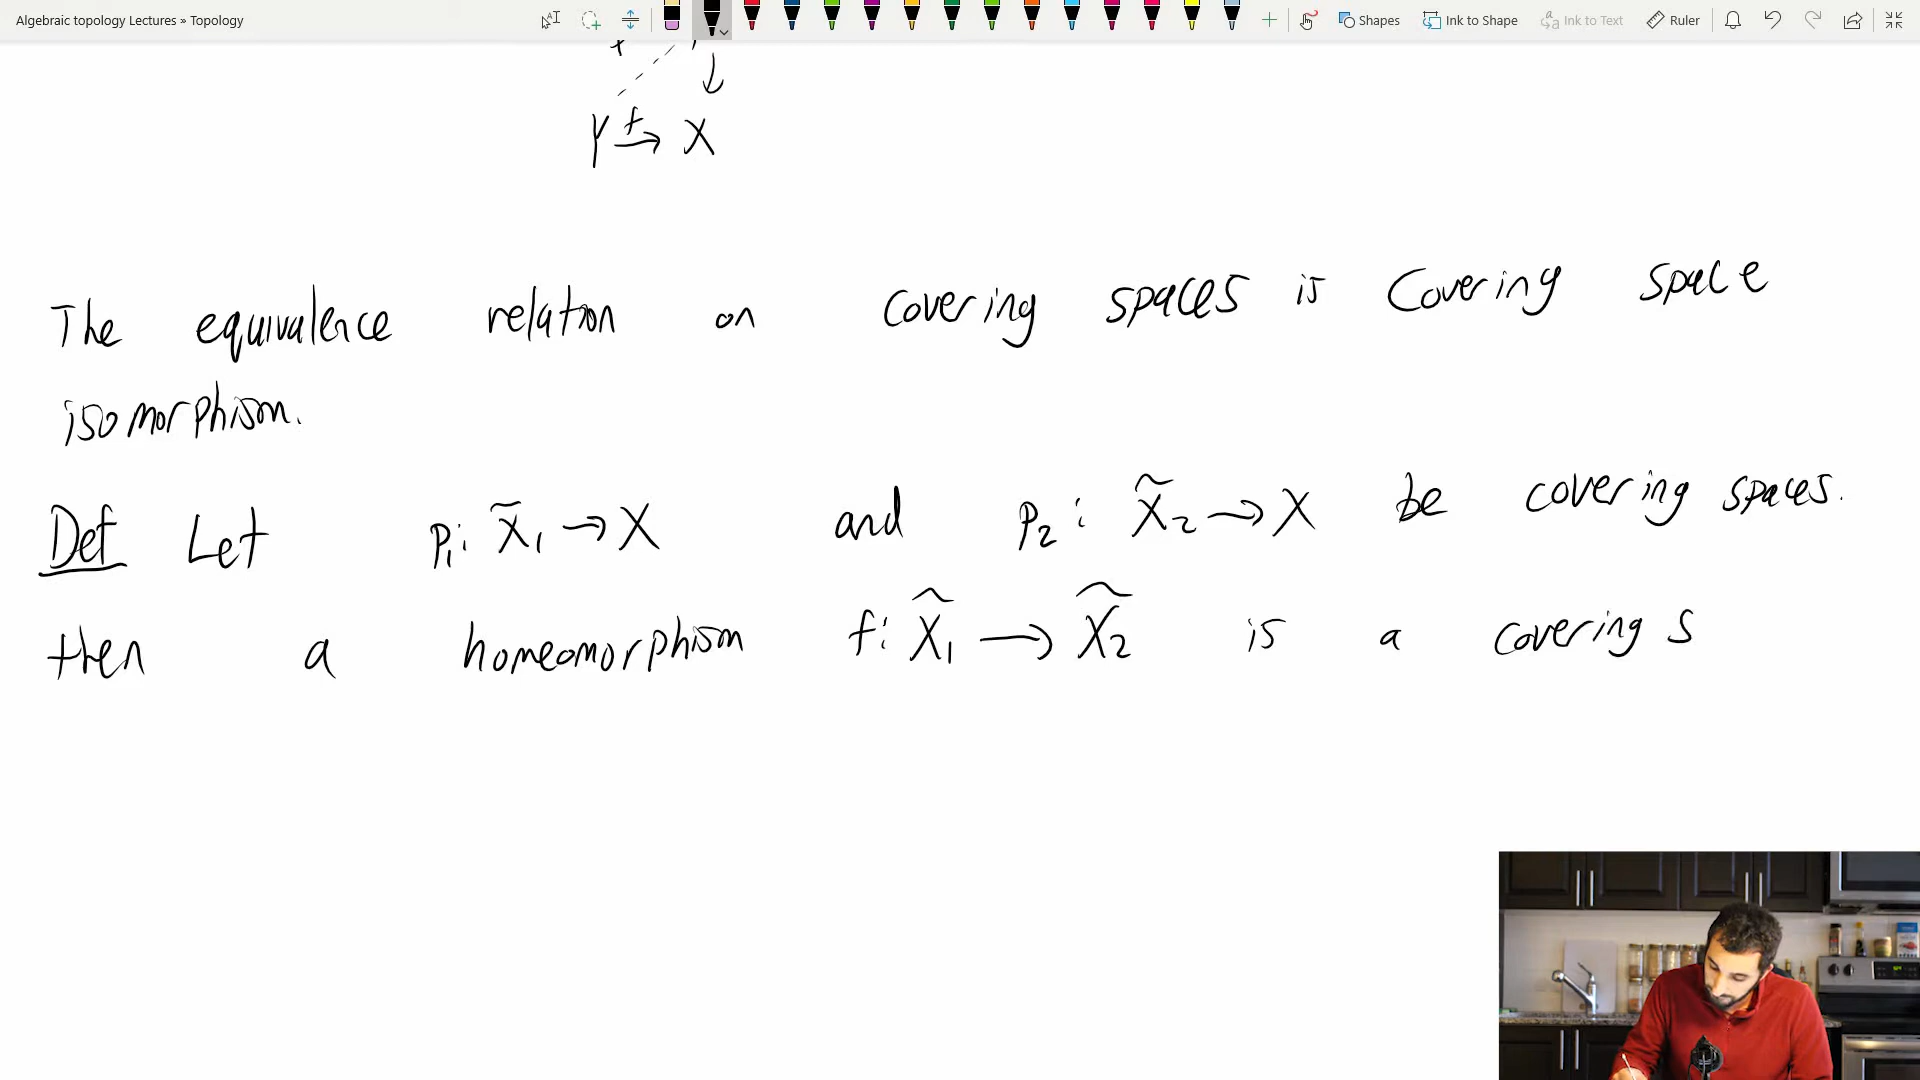 Algebraic topology Lectures » Topology
Shapes Ink to Shape Ink to Text Ruler
Y f→ X
The equivalence relation on covering spaces is Covering space
isomorphism.
Def Let p₁: X̃₁ → X and p₂: X̃₂ → X be covering spaces.
then a homeomorphism f: X̃₁ → X̃₂ is a covering s